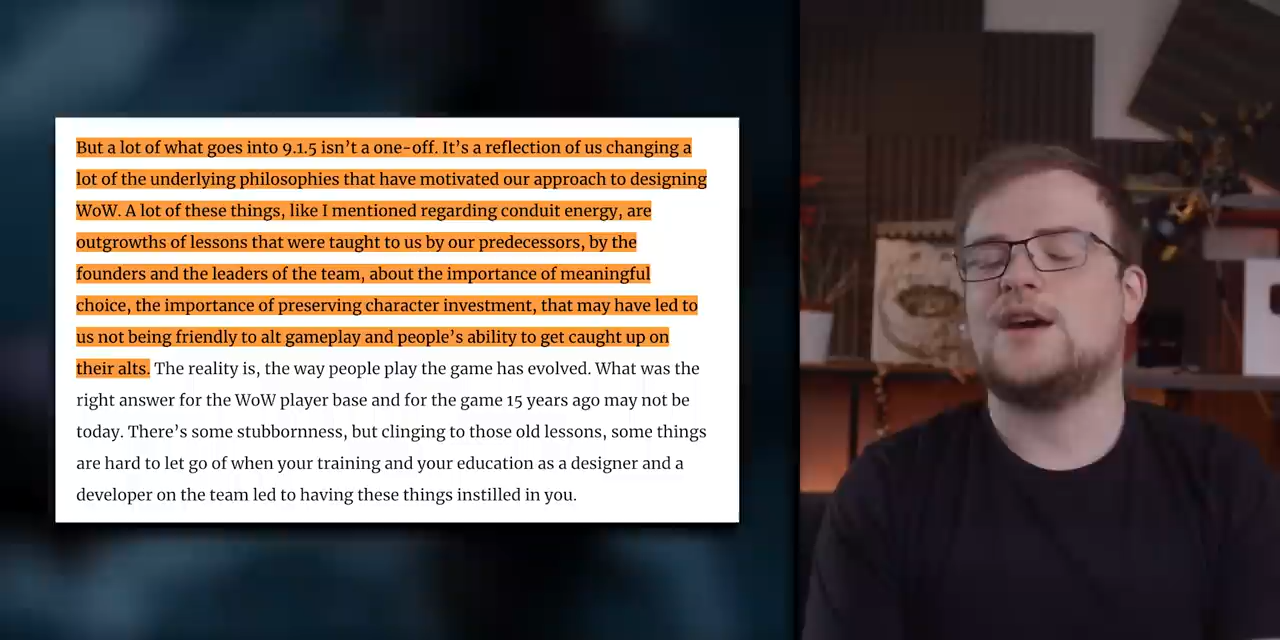 But a lot of what goes into 9.1.5 isn’t a one-off. It’s a reflection of us changing a
lot of the underlying philosophies that have motivated our approach to designing
WoW. A lot of these things, like I mentioned regarding conduit energy, are
outgrowths of lessons that were taught to us by our predecessors, by the
founders and the leaders of the team, about the importance of meaningful
choice, the importance of preserving character investment, that may have led to
us not being friendly to alt gameplay and people’s ability to get caught up on
their alts. The reality is, the way people play the game has evolved. What was the
right answer for the WoW player base and for the game 15 years ago may not be
today. There’s some stubbornness, but clinging to those old lessons, some things
are hard to let go of when your training and your education as a designer and a
developer on the team led to having these things instilled in you.